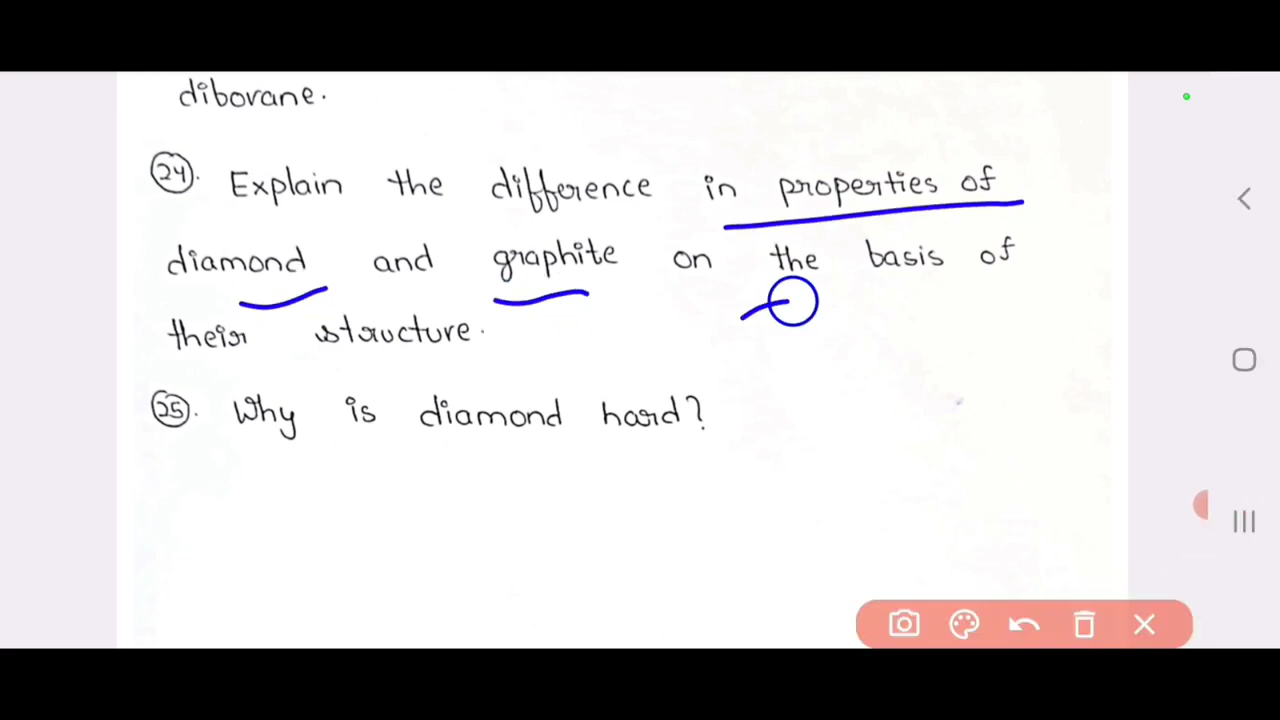 diborane.
24. Explain the difference in properties of
diamond and graphite on the basis of
their structure.
25. Why is diamond hard?